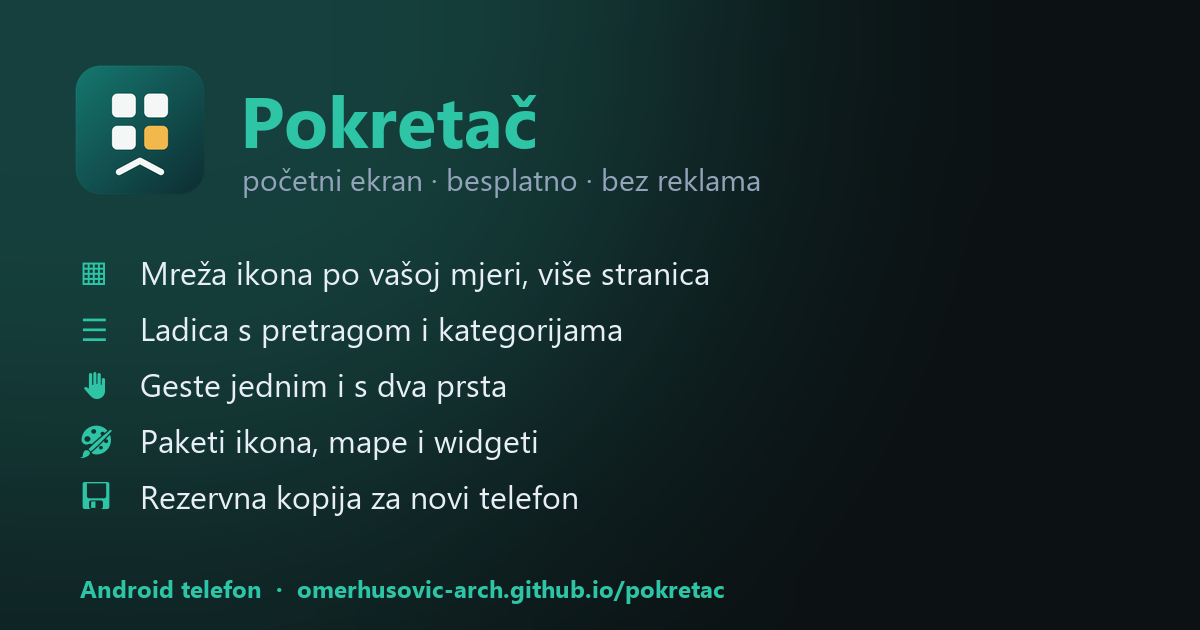 Pokretač
početni ekran · besplatno · bez reklama
Mreža ikona po vašoj mjeri, više stranica
Ladica s pretragom i kategorijama
Geste jednim i s dva prsta
Paketi ikona, mape i widgeti
Rezervna kopija za novi telefon
Android telefon · omerhusovic-arch.github.io/pokretac